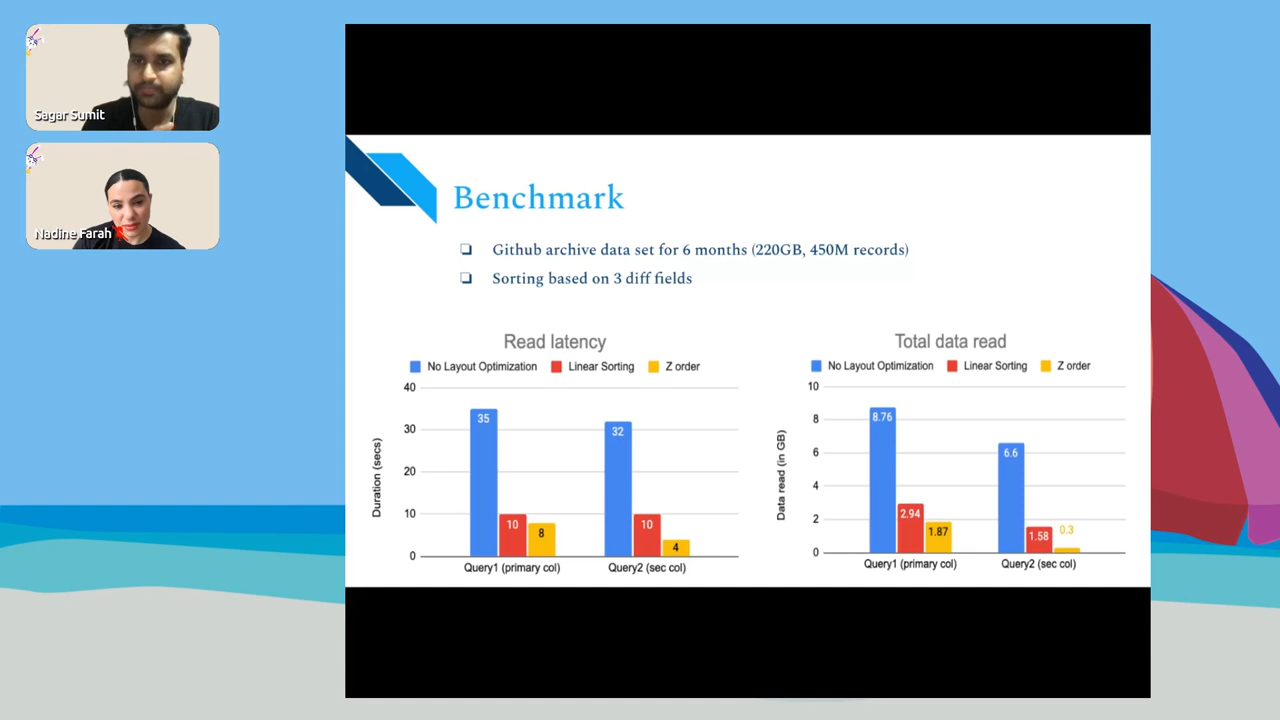 Sagar Sumit
Nadine Farah
Benchmark
Github archive data set for 6 months (220GB, 450M records)
Sorting based on 3 diff fields
Read latency
No Layout Optimization Linear Sorting Z order
Duration (secs)
40
30
20
10
0
35
10
8
32
10
4
Query1 (primary col) Query2 (sec col)
Total data read
No Layout Optimization Linear Sorting Z order
Data read (in GB)
10
8
6
4
2
0
8.76
2.94
1.87
6.6
1.58
0.3
Query1 (primary col) Query2 (sec col)